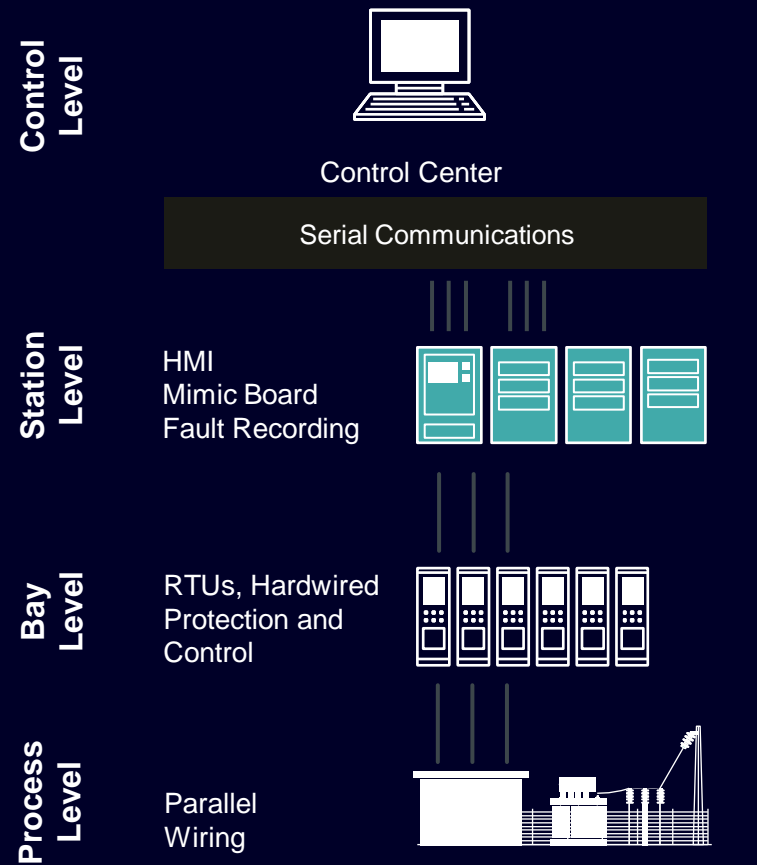 Control
Level
Control Center
Serial Communications
Station
Level
HMI
Mimic Board
Fault Recording
Bay
Level
RTUs, Hardwired
Protection and
Control
Process
Level
Parallel
Wiring